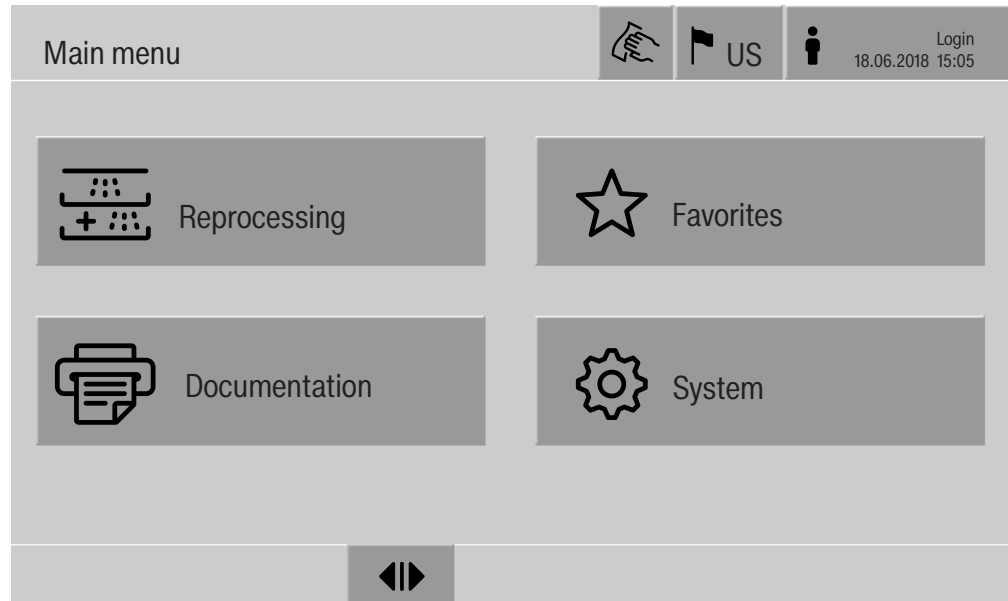 Main menu
US
Login
18.06.2018 15:05
Reprocessing
Favorites
Documentation
System